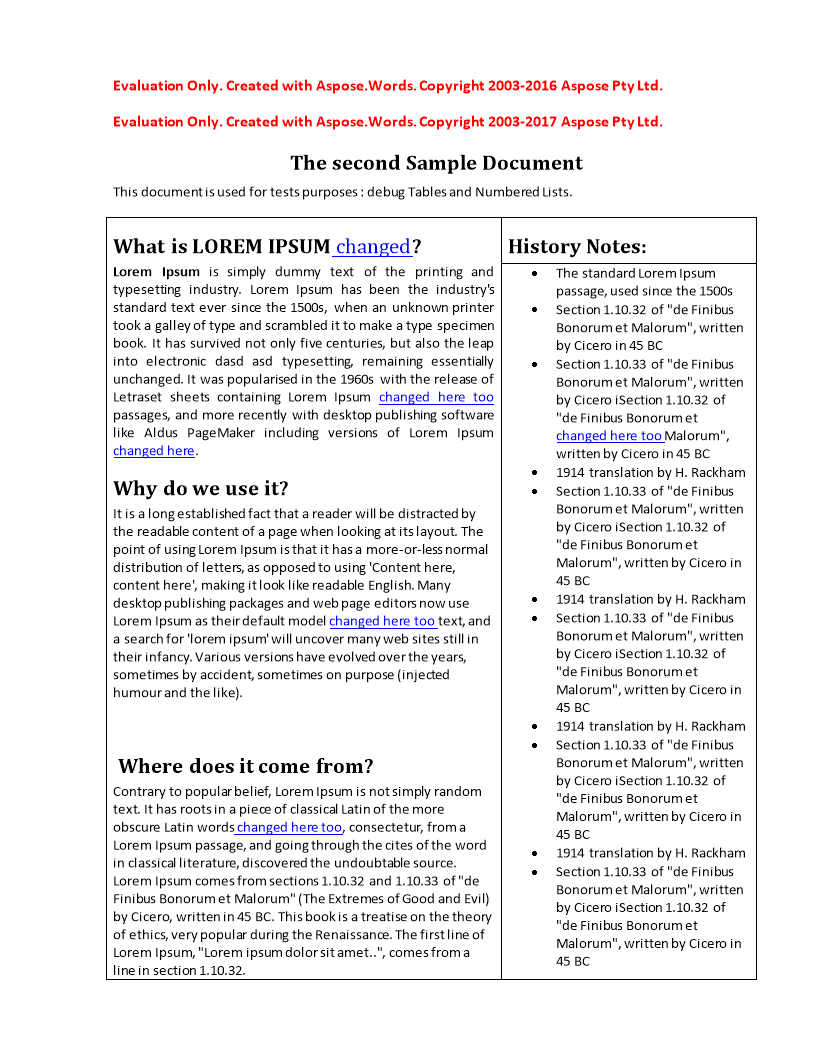 Evaluation Only. Created with Aspose.Words. Copyright 2003-2016 Aspose Pty Ltd.
Evaluation Only. Created with Aspose.Words. Copyright 2003-2017 Aspose Pty Ltd.
The second Sample Document
This document is used for tests purposes : debug Tables and Numbered Lists.
What is LOREM IPSUM changed?
Lorem Ipsum is simply dummy text of the printing and
typesetting industry. Lorem Ipsum has been the industry's
standard text ever since the 1500s, when an unknown printer
took a galley of type and scrambled it to make a type specimen
book. It has survived not only five centuries, but also the leap
into electronic dasd asd typesetting, remaining essentially
unchanged. It was popularised in the 1960s with the release of
Letraset sheets containing Lorem Ipsum changed here too
passages, and more recently with desktop publishing software
like Aldus PageMaker including versions of Lorem Ipsum
changed here.
Why do we use it?
It is a long established fact that a reader will be distracted by
the readable content of a page when looking at its layout. The
point of using Lorem Ipsum is that it has a more-or-less normal
distribution of letters, as opposed to using 'Content here,
content here', making it look like readable English. Many
desktop publishing packages and web page editors now use
Lorem Ipsum as their default model changed here too text, and
a search for 'lorem ipsum' will uncover many web sites still in
their infancy. Various versions have evolved over the years,
sometimes by accident, sometimes on purpose (injected
humour and the like).
Where does it come from?
Contrary to popular belief, Lorem Ipsum is not simply random
text. It has roots in a piece of classical Latin of the more
obscure Latin words changed here too, consectetur, from a
Lorem Ipsum passage, and going through the cites of the word
in classical literature, discovered the undoubtable source.
Lorem Ipsum comes from sections 1.10.32 and 1.10.33 of "de
Finibus Bonorum et Malorum" (The Extremes of Good and Evil)
by Cicero, written in 45 BC. This book is a treatise on the theory
of ethics, very popular during the Renaissance. The first line of
Lorem Ipsum, "Lorem ipsum dolor sit amet..", comes from a
line in section 1.10.32.
History Notes:
• The standard Lorem Ipsum
passage, used since the 1500s
• Section 1.10.32 of "de Finibus
Bonorum et Malorum", written
by Cicero in 45 BC
• Section 1.10.33 of "de Finibus
Bonorum et Malorum", written
by Cicero iSection 1.10.32 of
"de Finibus Bonorum et
changed here too Malorum",
written by Cicero in 45 BC
• 1914 translation by H. Rackham
• Section 1.10.33 of "de Finibus
Bonorum et Malorum", written
by Cicero iSection 1.10.32 of
"de Finibus Bonorum et
Malorum", written by Cicero in
45 BC
• 1914 translation by H. Rackham
• Section 1.10.33 of "de Finibus
Bonorum et Malorum", written
by Cicero iSection 1.10.32 of
"de Finibus Bonorum et
Malorum", written by Cicero in
45 BC
• 1914 translation by H. Rackham
• Section 1.10.33 of "de Finibus
Bonorum et Malorum", written
by Cicero iSection 1.10.32 of
"de Finibus Bonorum et
Malorum", written by Cicero in
45 BC
• 1914 translation by H. Rackham
• Section 1.10.33 of "de Finibus
Bonorum et Malorum", written
by Cicero iSection 1.10.32 of
"de Finibus Bonorum et
Malorum", written by Cicero in
45 BC